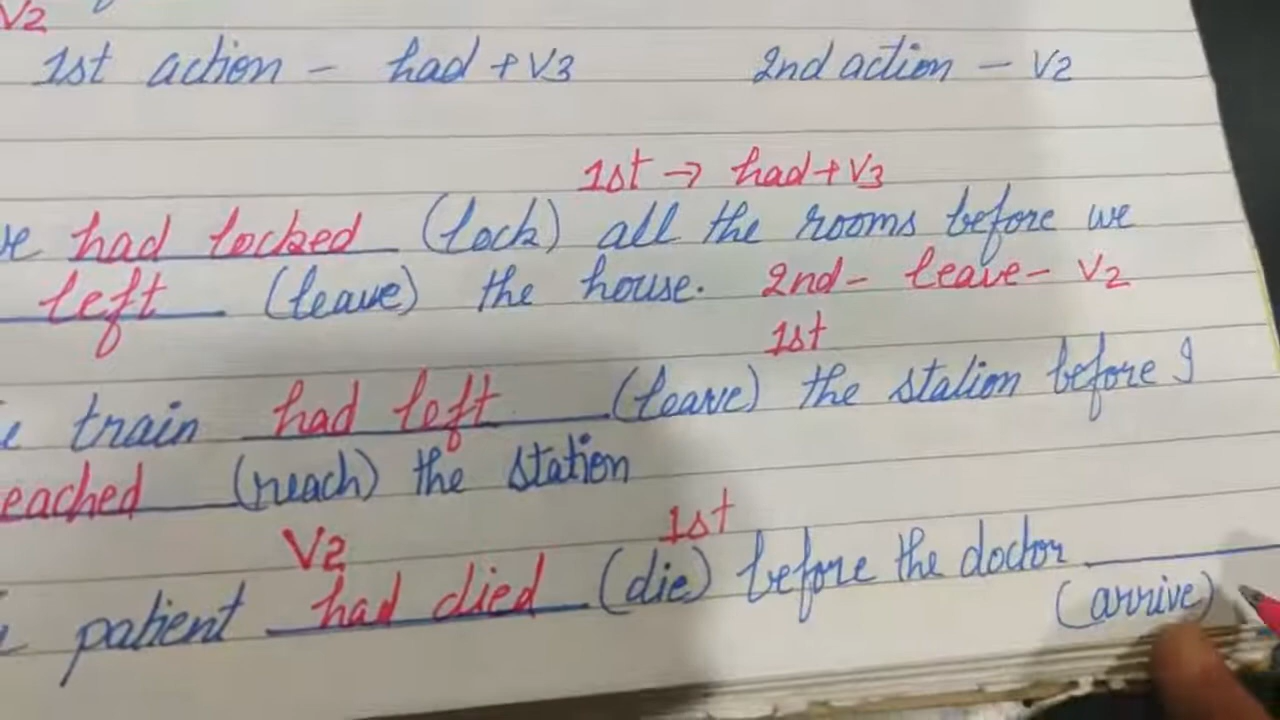 V2
1st action - had + V3 2nd action - V2
1st → had + V3
had locked (lock) all the rooms before we
left (leave) the house. 2nd - leave - V2
1st
train had left (leave) the station before I
eached (reach) the station
V2 1st
patient had died (die) before the doctor
(arrive)